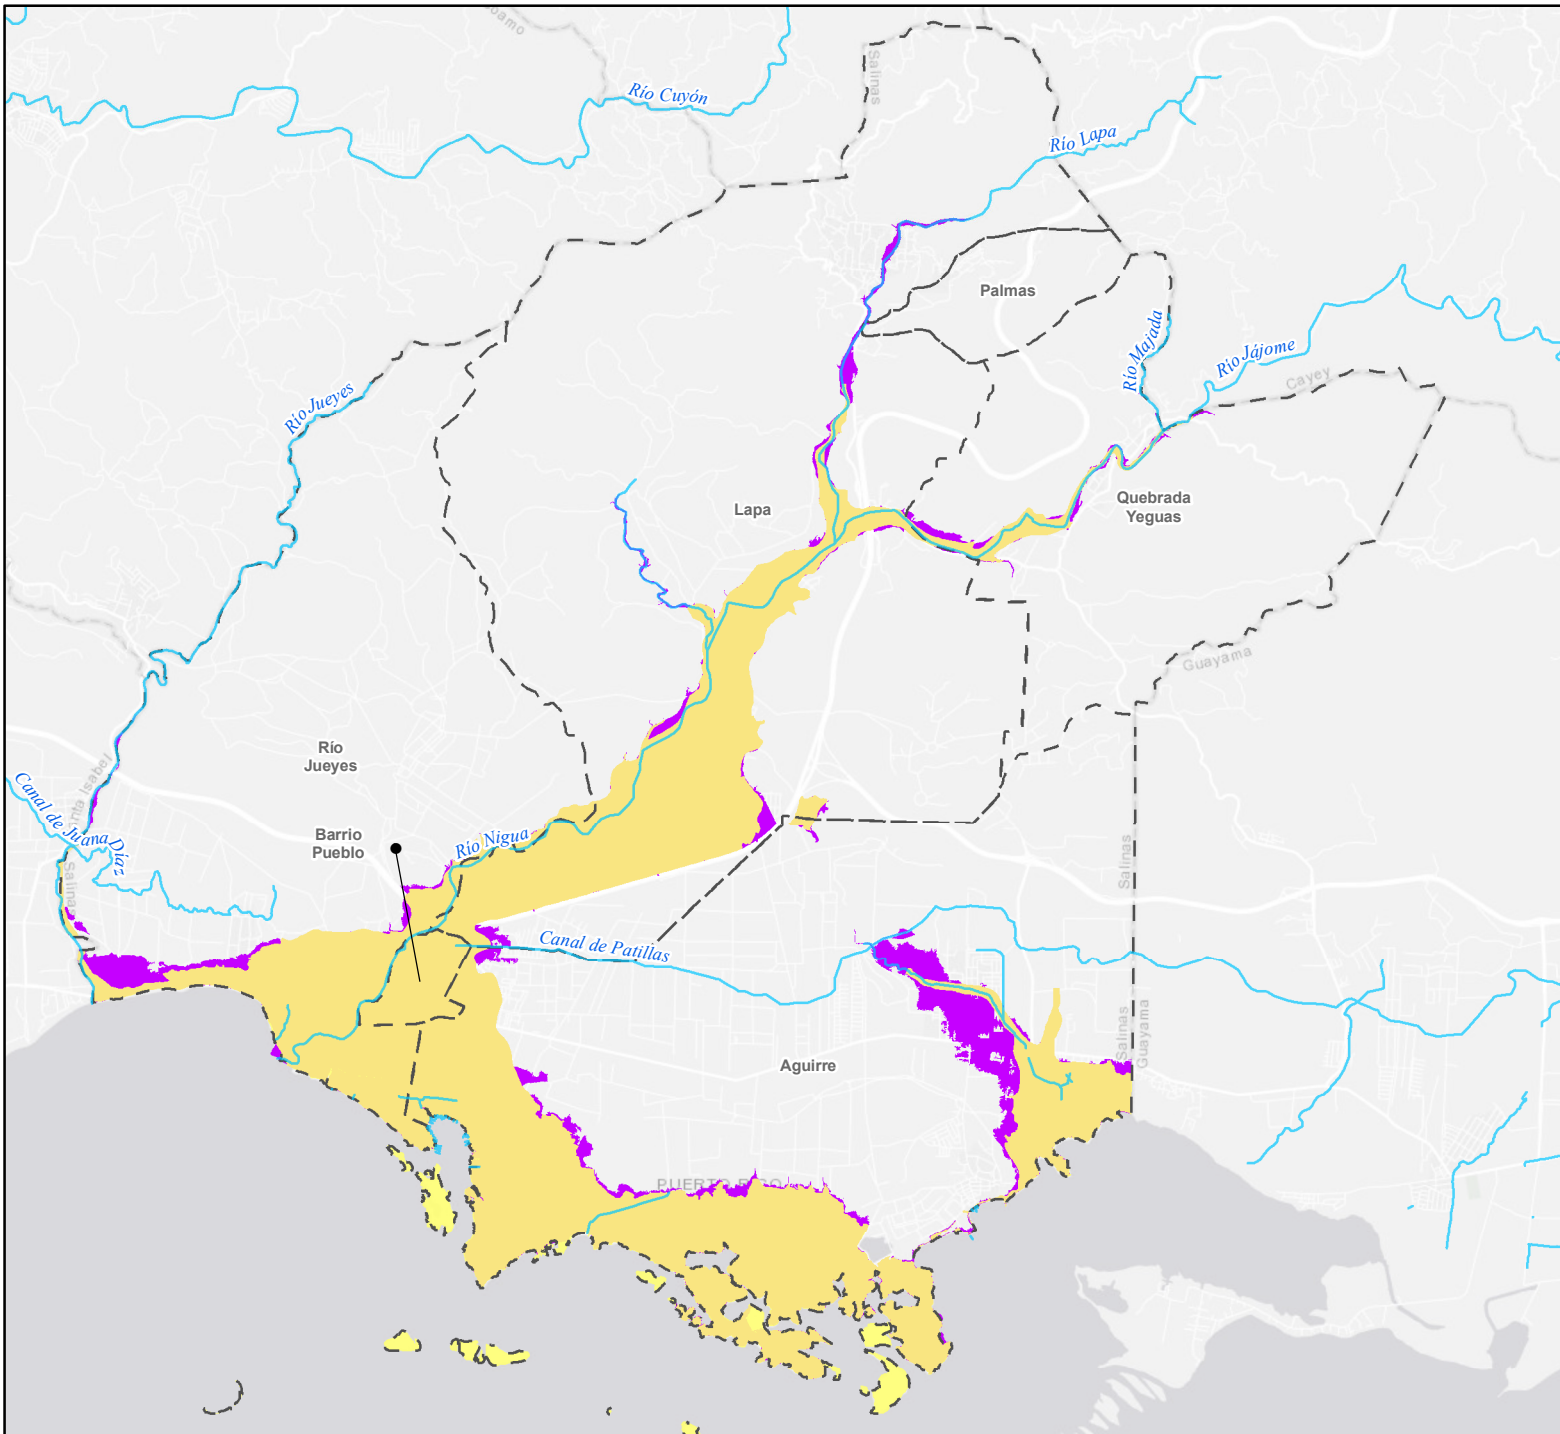 Río Cuyón
Salinas
Río Lapa
Palmas
Río Majada
Río Jájome
Cayey
Río Jueyes
Lapa
Quebrada
Yeguas
Guayama
Río
Jueyes
Canal de Juana Díaz
Barrio
Pueblo
Río Nigua
Salinas
Salinas
Canal de Patillas
Aguirre
Salinas
Guayama
PUERTO RICO